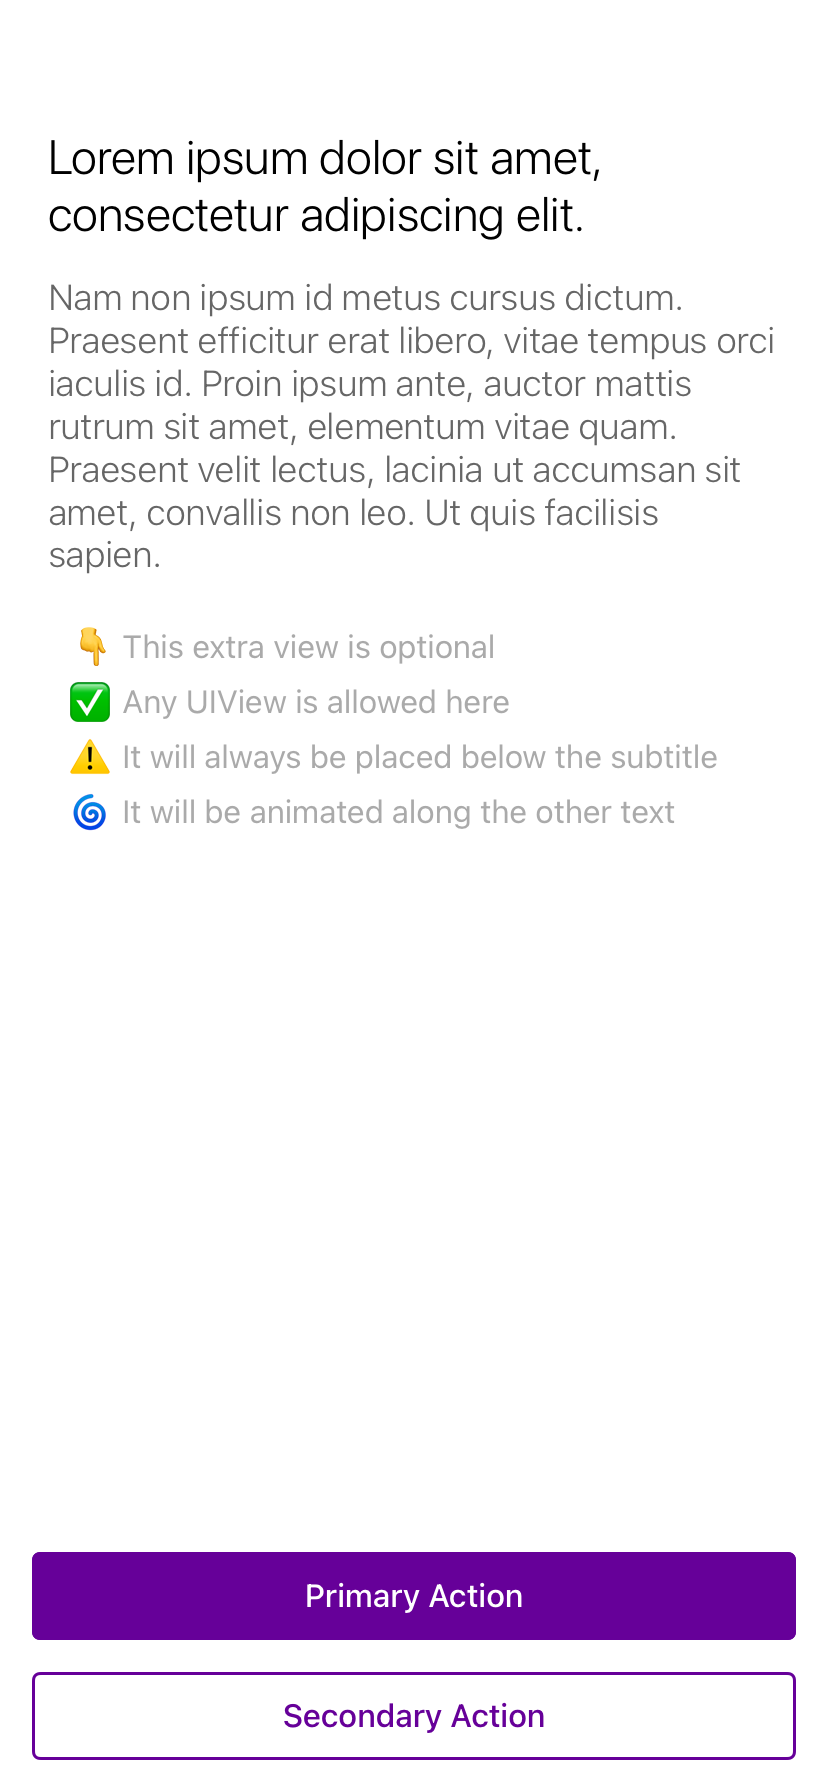 Lorem ipsum dolor sit amet,
consectetur adipiscing elit.
Nam non ipsum id metus cursus dictum.
Praesent efficitur erat libero, vitae tempus orci
iaculis id. Proin ipsum ante, auctor mattis
rutrum sit amet, elementum vitae quam.
Praesent velit lectus, lacinia ut accumsan sit
amet, convallis non leo. Ut quis facilisis
sapien.
👇 This extra view is optional
✅ Any UIView is allowed here
⚠️ It will always be placed below the subtitle
🌀 It will be animated along the other text
Primary Action
Secondary Action